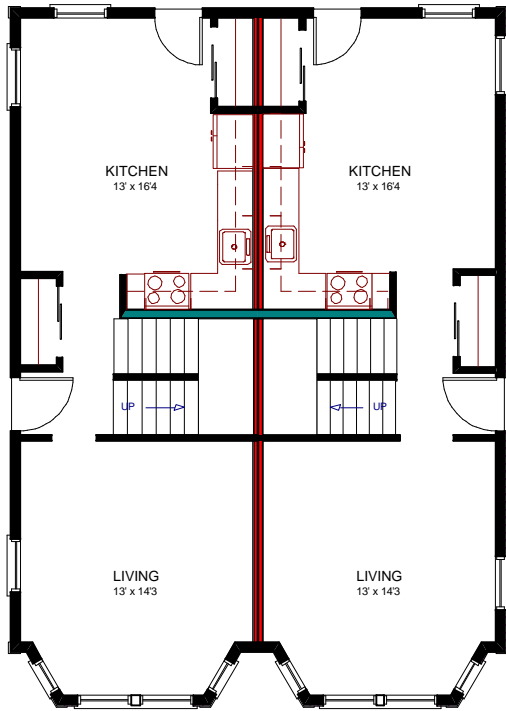 KITCHEN
13' x 16'4
KITCHEN
13' x 16'4
UP
UP
LIVING
13' x 14'3
LIVING
13' x 14'3